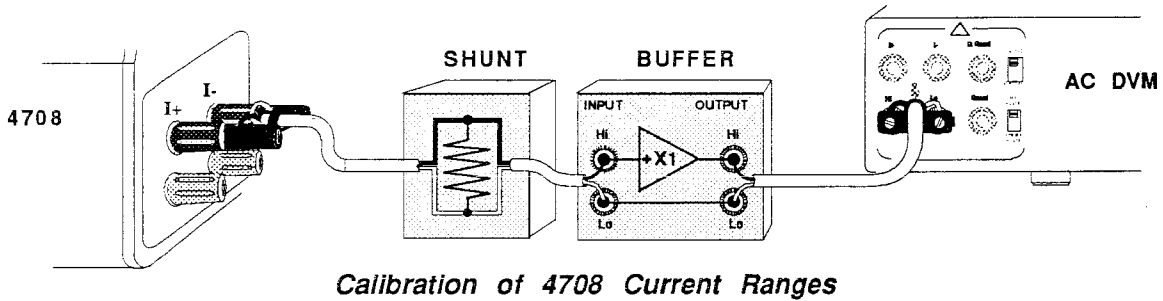 4708
I+
I-
SHUNT
BUFFER
INPUT
OUTPUT
Hi
Hi
+X1
Lo
Lo
Hi
Lo
AC DVM
Calibration of 4708 Current Ranges